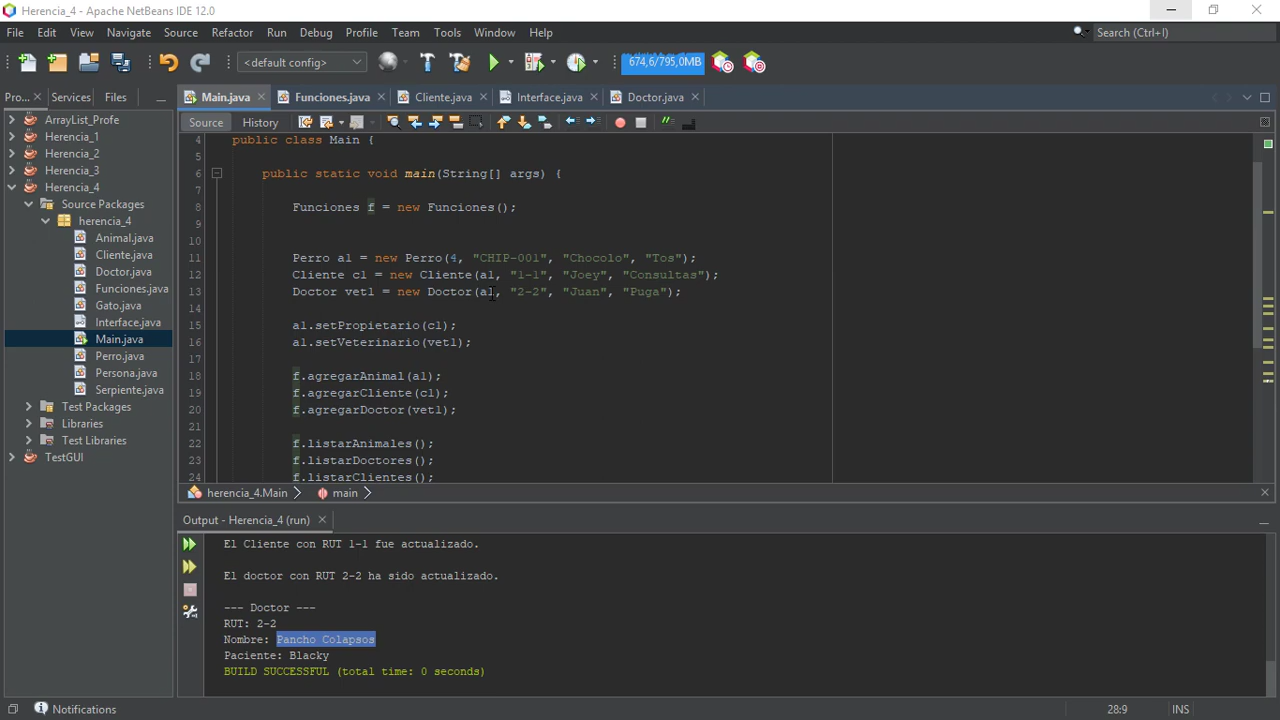 Herencia_4 - Apache NetBeans IDE 12.0
File Edit View Navigate Source Refactor Run Debug Profile Team Tools Window Help
Search (Ctrl+I)
<default config>
674,6/795,0MB
Pro... Services Files
Main.java Funciones.java Cliente.java Interface.java Doctor.java
Source History
ArrayList_Profe
Herencia_1
Herencia_2
Herencia_3
Herencia_4
Source Packages
herencia_4
Animal.java
Cliente.java
Doctor.java
Funciones.java
Gato.java
Interface.java
Main.java
Perro.java
Persona.java
Serpiente.java
Test Packages
Libraries
Test Libraries
TestGUI
4 public class Main {
5
6 public static void main(String[] args) {
7
8 Funciones f = new Funciones();
9
10
11 Perro a1 = new Perro(4, "CHIP-001", "Chocolo", "Tos");
12 Cliente c1 = new Cliente(a1, "1-1", "Joey", "Consultas");
13 Doctor vet1 = new Doctor(a1, "2-2", "Juan", "Puga");
14
15 a1.setPropietario(c1);
16 a1.setVeterinario(vet1);
17
18 f.agregarAnimal(a1);
19 f.agregarCliente(c1);
20 f.agregarDoctor(vet1);
21
22 f.listarAnimales();
23 f.listarDoctores();
24 f.listarClientes();
herencia_4.Main main
Output - Herencia_4 (run)
El Cliente con RUT 1-1 fue actualizado.
El doctor con RUT 2-2 ha sido actualizado.
--- Doctor ---
RUT: 2-2
Nombre: Pancho Colapsos
Paciente: Blacky
BUILD SUCCESSFUL (total time: 0 seconds)
Notifications
28:9 INS